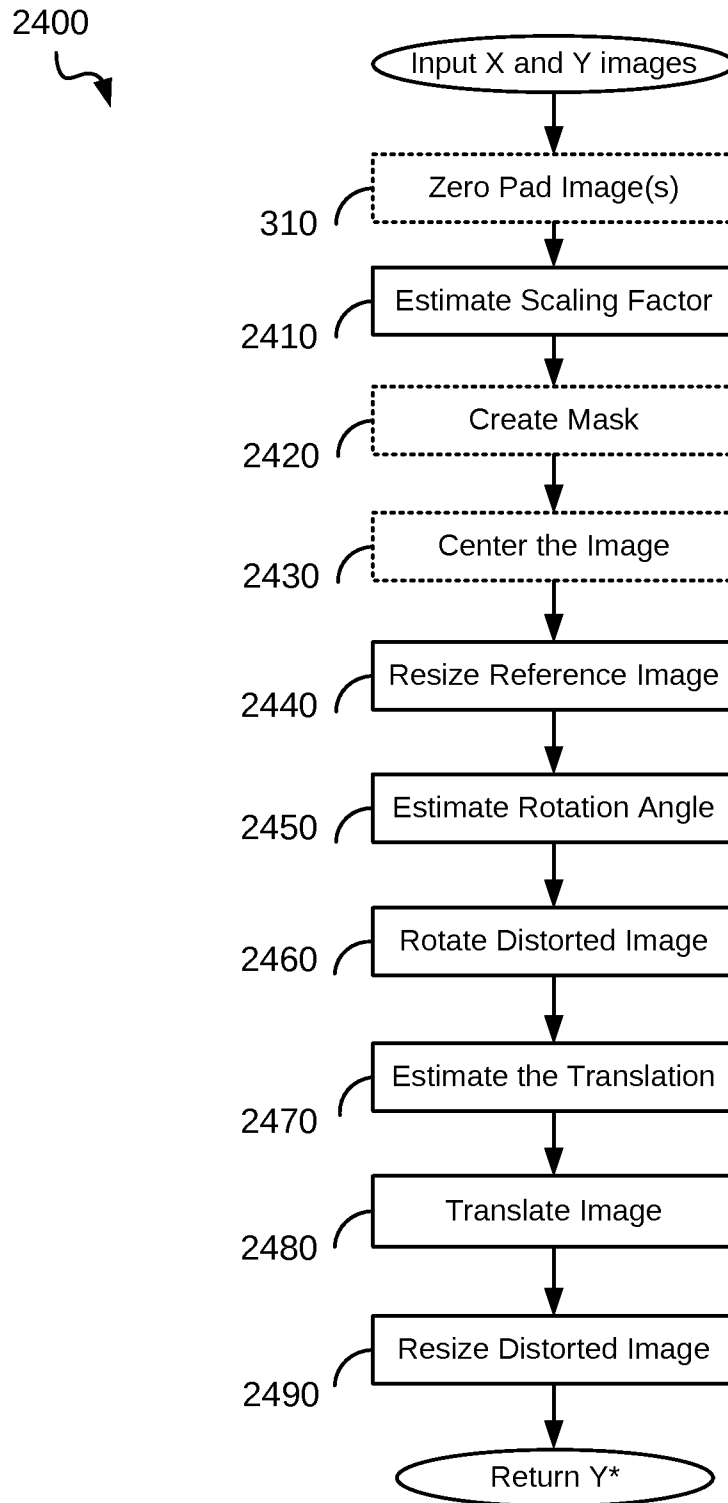 2400
Input X and Y images
Zero Pad Image(s)
310
Estimate Scaling Factor
2410
Create Mask
2420
Center the Image
2430
Resize Reference Image
2440
Estimate Rotation Angle
2450
Rotate Distorted Image
2460
Estimate the Translation
2470
Translate Image
2480
Resize Distorted Image
2490
Return Y*